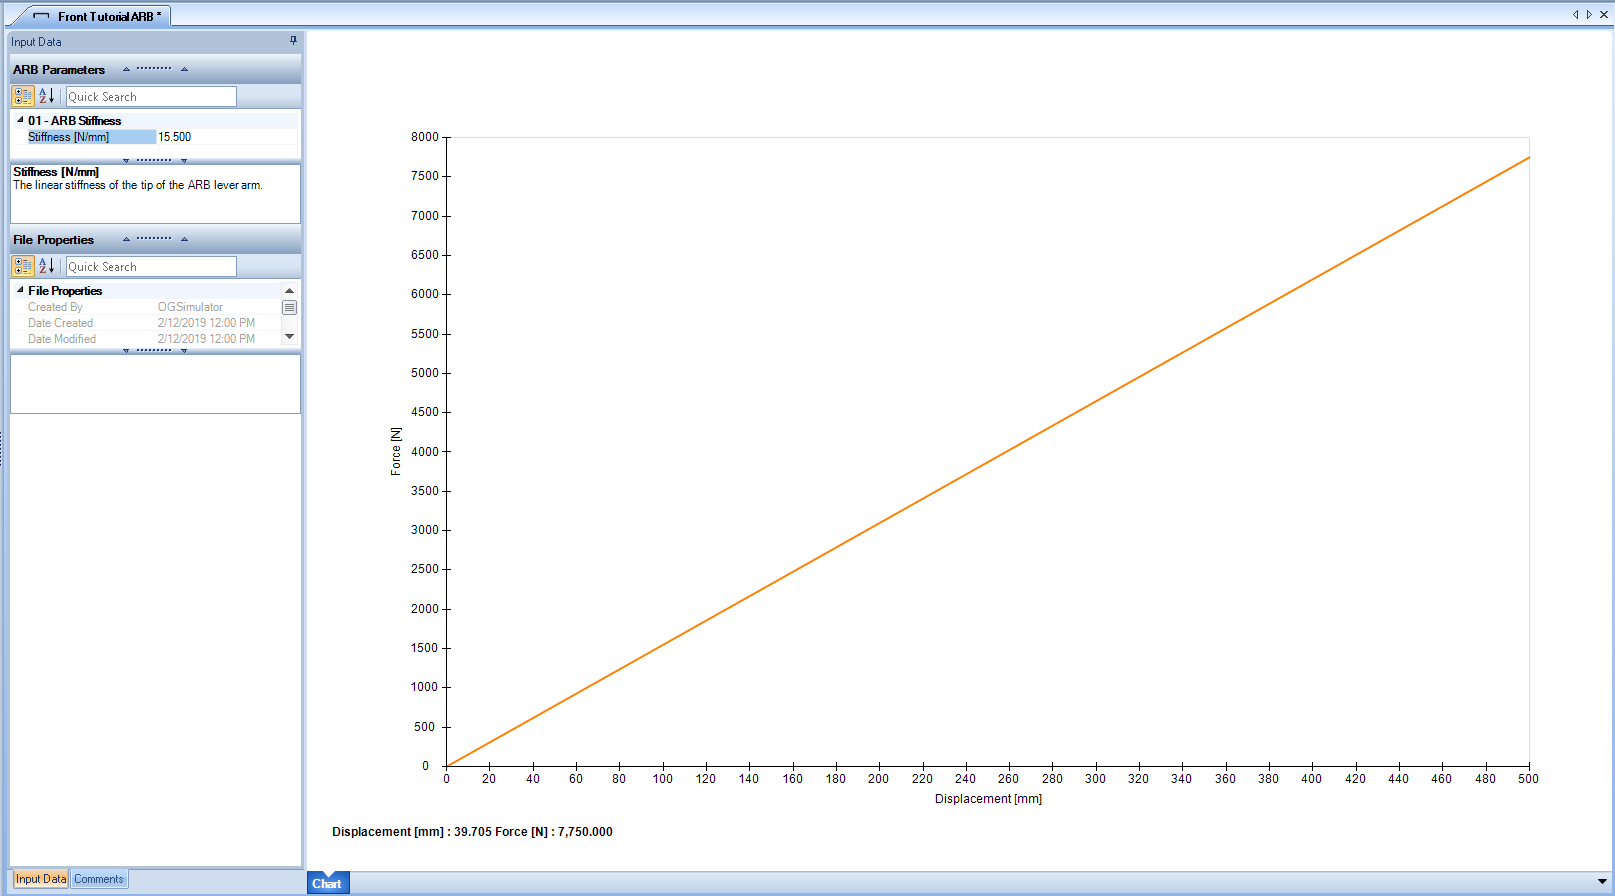 Front Tutorial ARB *
Input Data
ARB Parameters
Quick Search
01 - ARB Stiffness
Stiffness [N/mm] 15.500
Stiffness [N/mm]
The linear stiffness of the tip of the ARB lever arm.
File Properties
Quick Search
File Properties
Created By OGSimulator
Date Created 2/12/2019 12:00 PM
Date Modified 2/12/2019 12:00 PM
Input Data Comments
8000
7500
7000
6500
6000
5500
5000
4500
4000
3500
3000
2500
2000
1500
1000
500
0
Force [N]
0 20 40 60 80 100 120 140 160 180 200 220 240 260 280 300 320 340 360 380 400 420 440 460 480 500
Displacement [mm]
Displacement [mm] : 39.705 Force [N] : 7,750.000
Chart